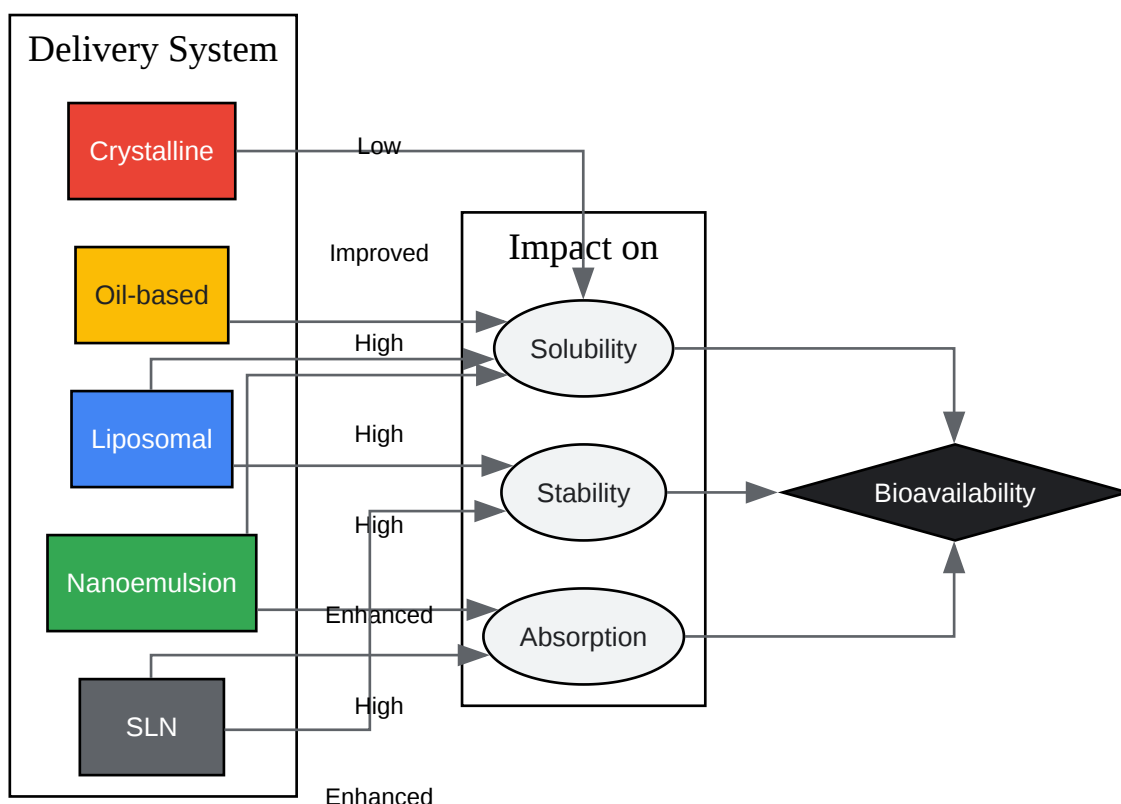 Delivery System
Crystalline
Oil-based
Liposomal
Nanoemulsion
SLN
Low
Improved
High
High
High
Enhanced
High
Enhanced
Impact on
Solubility
Stability
Absorption
Bioavailability